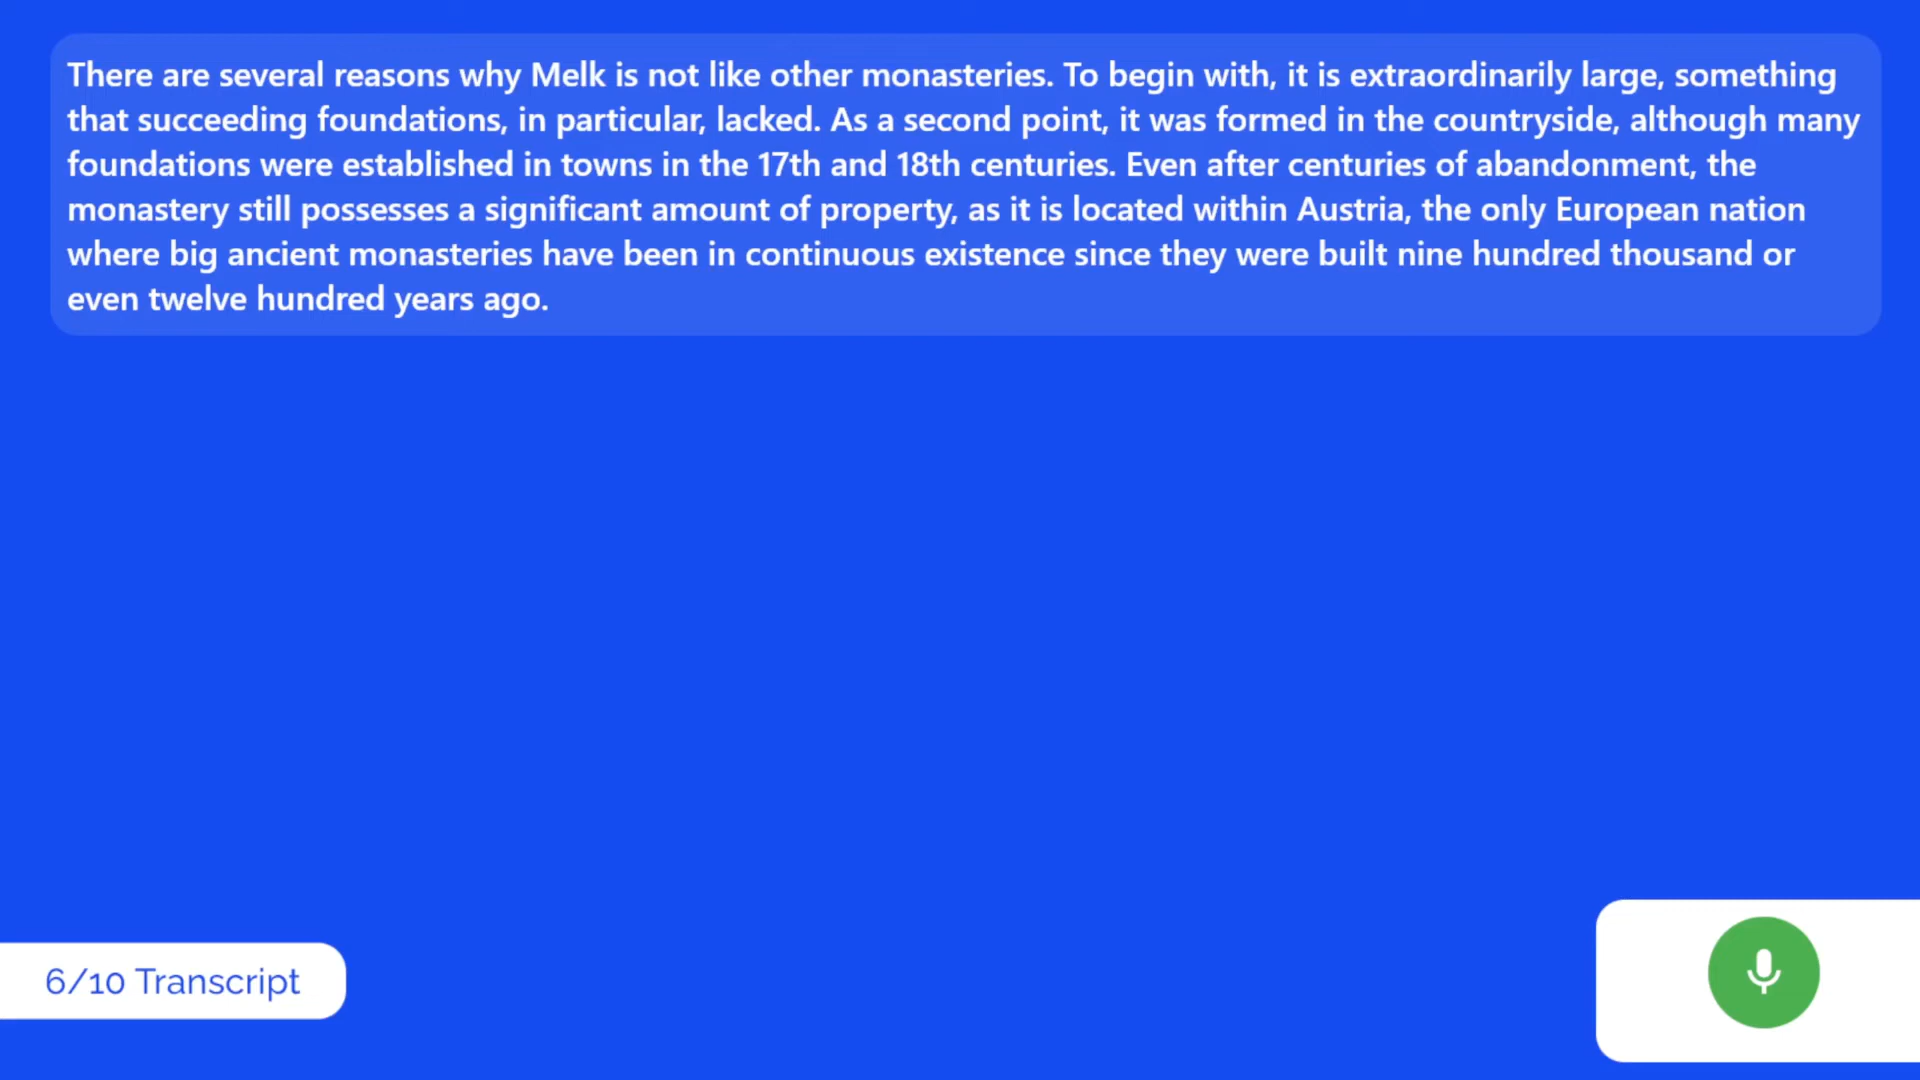 There are several reasons why Melk is not like other monasteries. To begin with, it is extraordinarily large, something
that succeeding foundations, in particular, lacked. As a second point, it was formed in the countryside, although many
foundations were established in towns in the 17th and 18th centuries. Even after centuries of abandonment, the
monastery still possesses a significant amount of property, as it is located within Austria, the only European nation
where big ancient monasteries have been in continuous existence since they were built nine hundred thousand or
even twelve hundred years ago.
6/10 Transcript